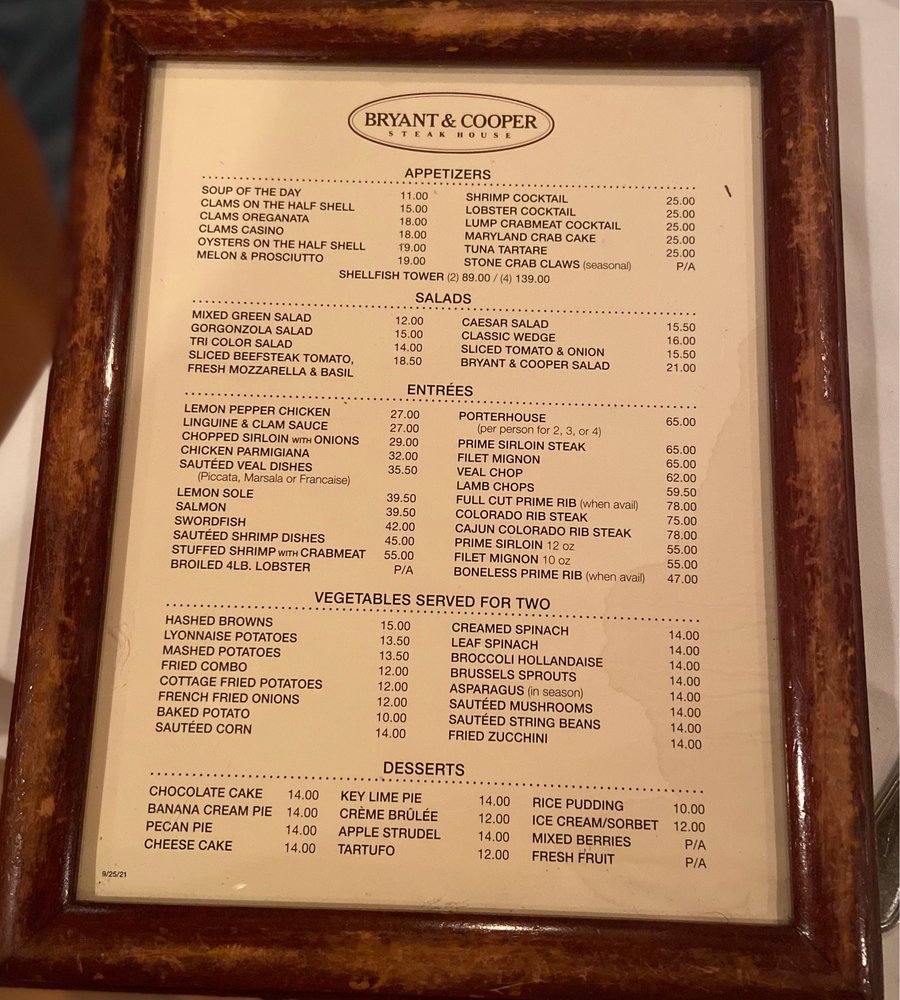 BRYANT & COOPER
STEAK HOUSE
APPETIZERS
SOUP OF THE DAY 11.00
CLAMS ON THE HALF SHELL 15.00
CLAMS OREGANATA 18.00
CLAMS CASINO 18.00
OYSTERS ON THE HALF SHELL 19.00
MELON & PROSCIUTTO 19.00
SHRIMP COCKTAIL 25.00
LOBSTER COCKTAIL 25.00
LUMP CRABMEAT COCKTAIL 25.00
MARYLAND CRAB CAKE 25.00
TUNA TARTARE 25.00
STONE CRAB CLAWS (seasonal) P/A
SHELLFISH TOWER (2) 89.00 / (4) 139.00
SALADS
MIXED GREEN SALAD 12.00
GORGONZOLA SALAD 15.00
TRI COLOR SALAD 14.00
SLICED BEEFSTEAK TOMATO, 18.50
FRESH MOZZARELLA & BASIL
CAESAR SALAD 15.50
CLASSIC WEDGE 16.00
SLICED TOMATO & ONION 15.50
BRYANT & COOPER SALAD 21.00
ENTRÉES
LEMON PEPPER CHICKEN 27.00
LINGUINE & CLAM SAUCE 27.00
CHOPPED SIRLOIN WITH ONIONS 29.00
CHICKEN PARMIGIANA 32.00
SAUTÉED VEAL DISHES 35.50
(Piccata, Marsala or Francaise)
LEMON SOLE 39.50
SALMON 39.50
SWORDFISH 42.00
SAUTÉED SHRIMP DISHES 45.00
STUFFED SHRIMP WITH CRABMEAT 55.00
BROILED 4LB. LOBSTER P/A
PORTERHOUSE 65.00
(per person for 2, 3, or 4)
PRIME SIRLOIN STEAK 65.00
FILET MIGNON 65.00
VEAL CHOP 62.00
LAMB CHOPS 59.50
FULL CUT PRIME RIB (when avail) 78.00
COLORADO RIB STEAK 75.00
CAJUN COLORADO RIB STEAK 78.00
PRIME SIRLOIN 12 oz 55.00
FILET MIGNON 10 oz 55.00
BONELESS PRIME RIB (when avail) 47.00
VEGETABLES SERVED FOR TWO
HASHED BROWNS 15.00
LYONNAISE POTATOES 13.50
MASHED POTATOES 13.50
FRIED COMBO 12.00
COTTAGE FRIED POTATOES 12.00
FRENCH FRIED ONIONS 12.00
BAKED POTATO 10.00
SAUTÉED CORN 14.00
CREAMED SPINACH 14.00
LEAF SPINACH 14.00
BROCCOLI HOLLANDAISE 14.00
BRUSSELS SPROUTS 14.00
ASPARAGUS (in season) 14.00
SAUTÉED MUSHROOMS 14.00
SAUTÉED STRING BEANS 14.00
FRIED ZUCCHINI 14.00
DESSERTS
CHOCOLATE CAKE 14.00
BANANA CREAM PIE 14.00
PECAN PIE 14.00
CHEESE CAKE 14.00
KEY LIME PIE 14.00
CRÈME BRÛLÉE 12.00
APPLE STRUDEL 14.00
TARTUFO 12.00
RICE PUDDING 10.00
ICE CREAM/SORBET 12.00
MIXED BERRIES P/A
FRESH FRUIT P/A
9/25/21